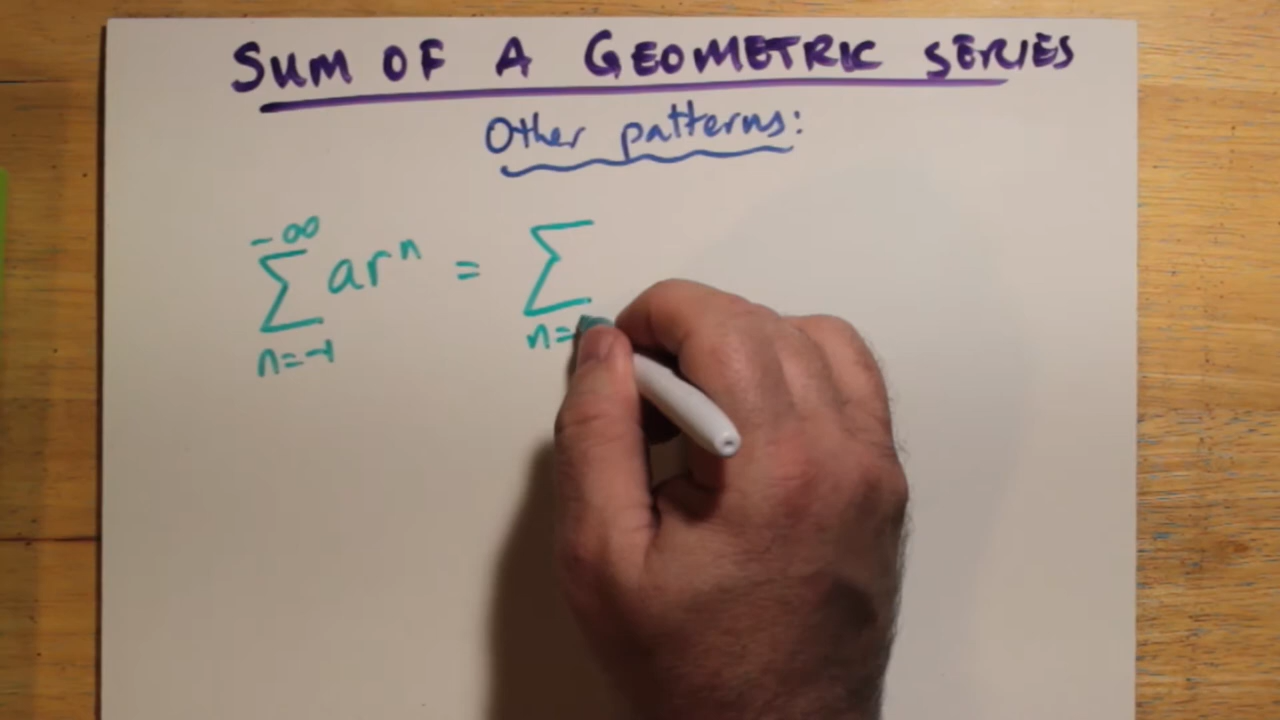 SUM OF A GEOMETRIC SERIES
Other patterns:
-∞
∑ arⁿ = ∑
n=-1 n=